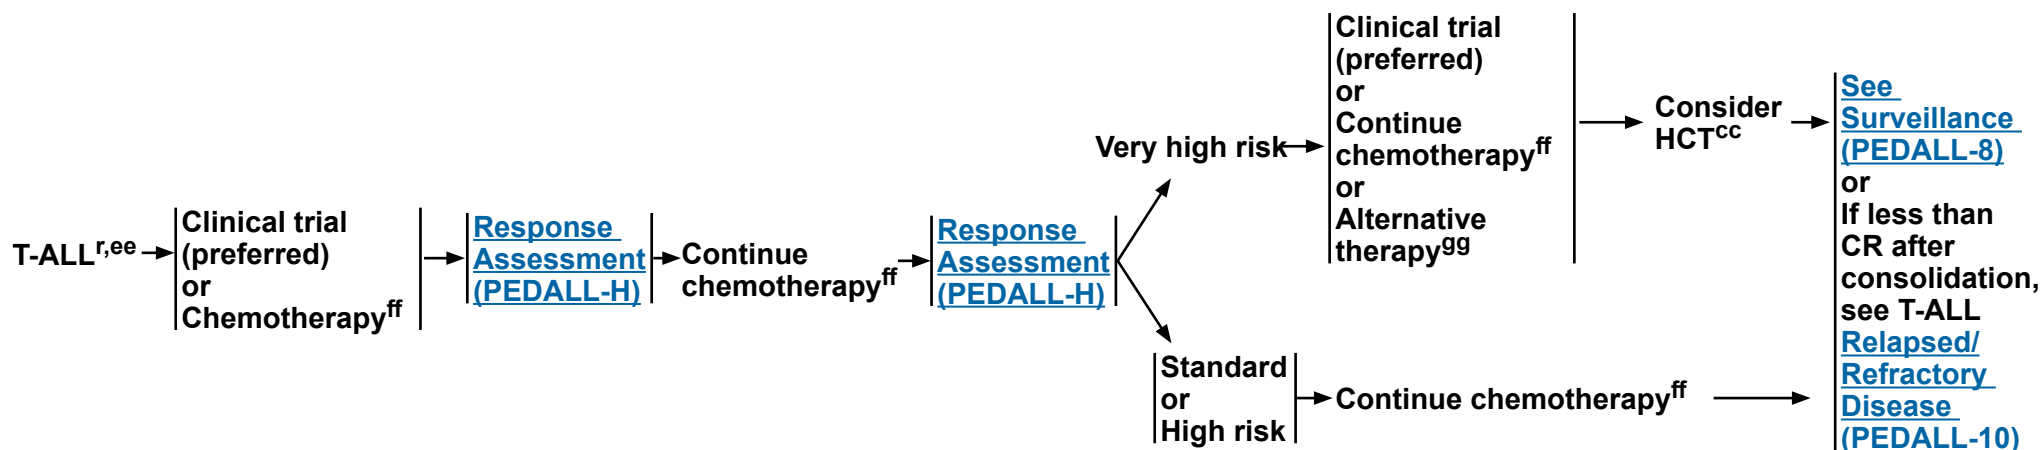 T-ALLr,ee
Clinical trial
(preferred)
or
Chemotherapyff
Response
Assessment
(PEDALL-H)
Continue
chemotherapyff
Response
Assessment
(PEDALL-H)
Very high risk
Clinical trial
(preferred)
or
Continue
chemotherapyff
or
Alternative
therapygg
Consider
HCTcc
Standard
or
High risk
Continue chemotherapyff
See
Surveillance
(PEDALL-8)
or
If less than
CR after
consolidation,
see T-ALL
Relapsed/
Refractory
Disease
(PEDALL-10)